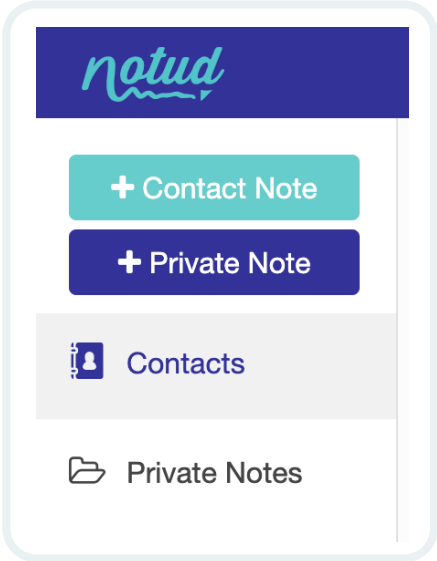 notud
+ Contact Note
+ Private Note
Contacts
Private Notes